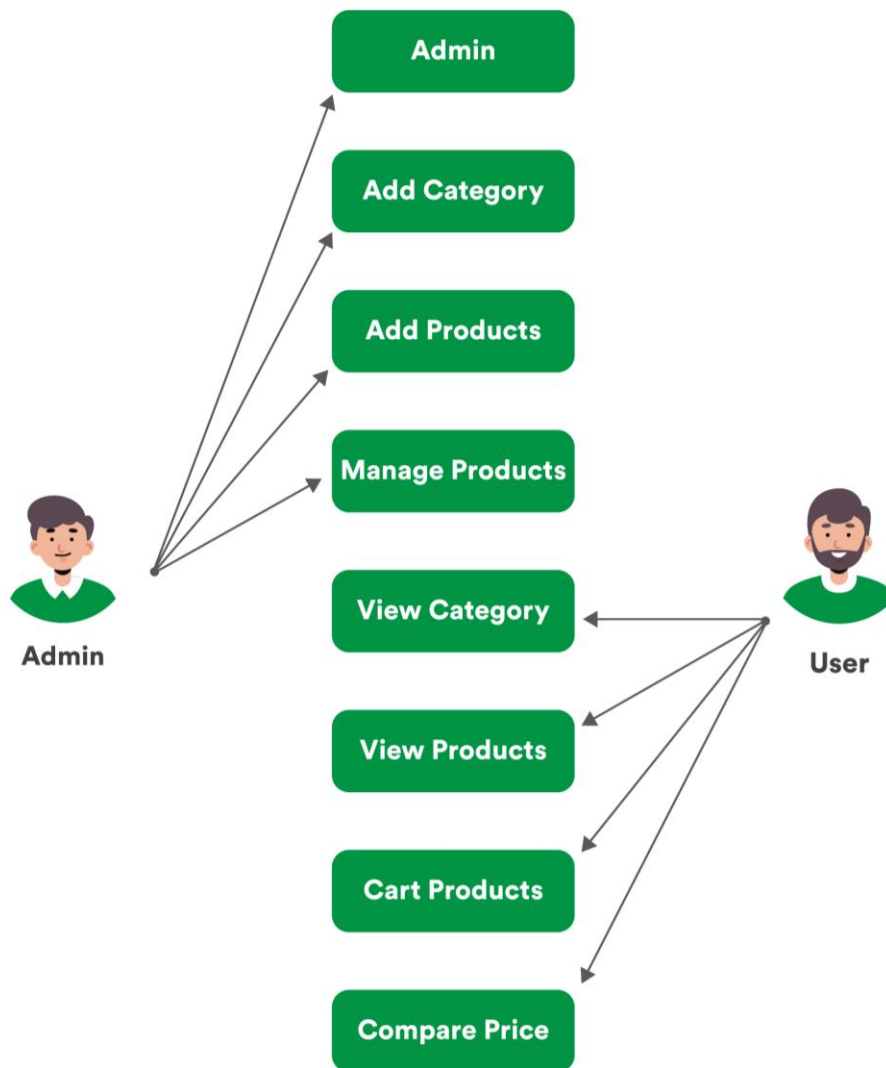 Admin
Add Category
Add Products
Manage Products
View Category
Admin
User
View Products
Cart Products
Compare Price